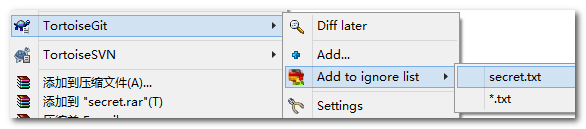 TortoiseGit
TortoiseSVN
添加到压缩文件(A)...
添加到 "secret.rar"(T)
Diff later
Add...
Add to ignore list
Settings
secret.txt
*.txt